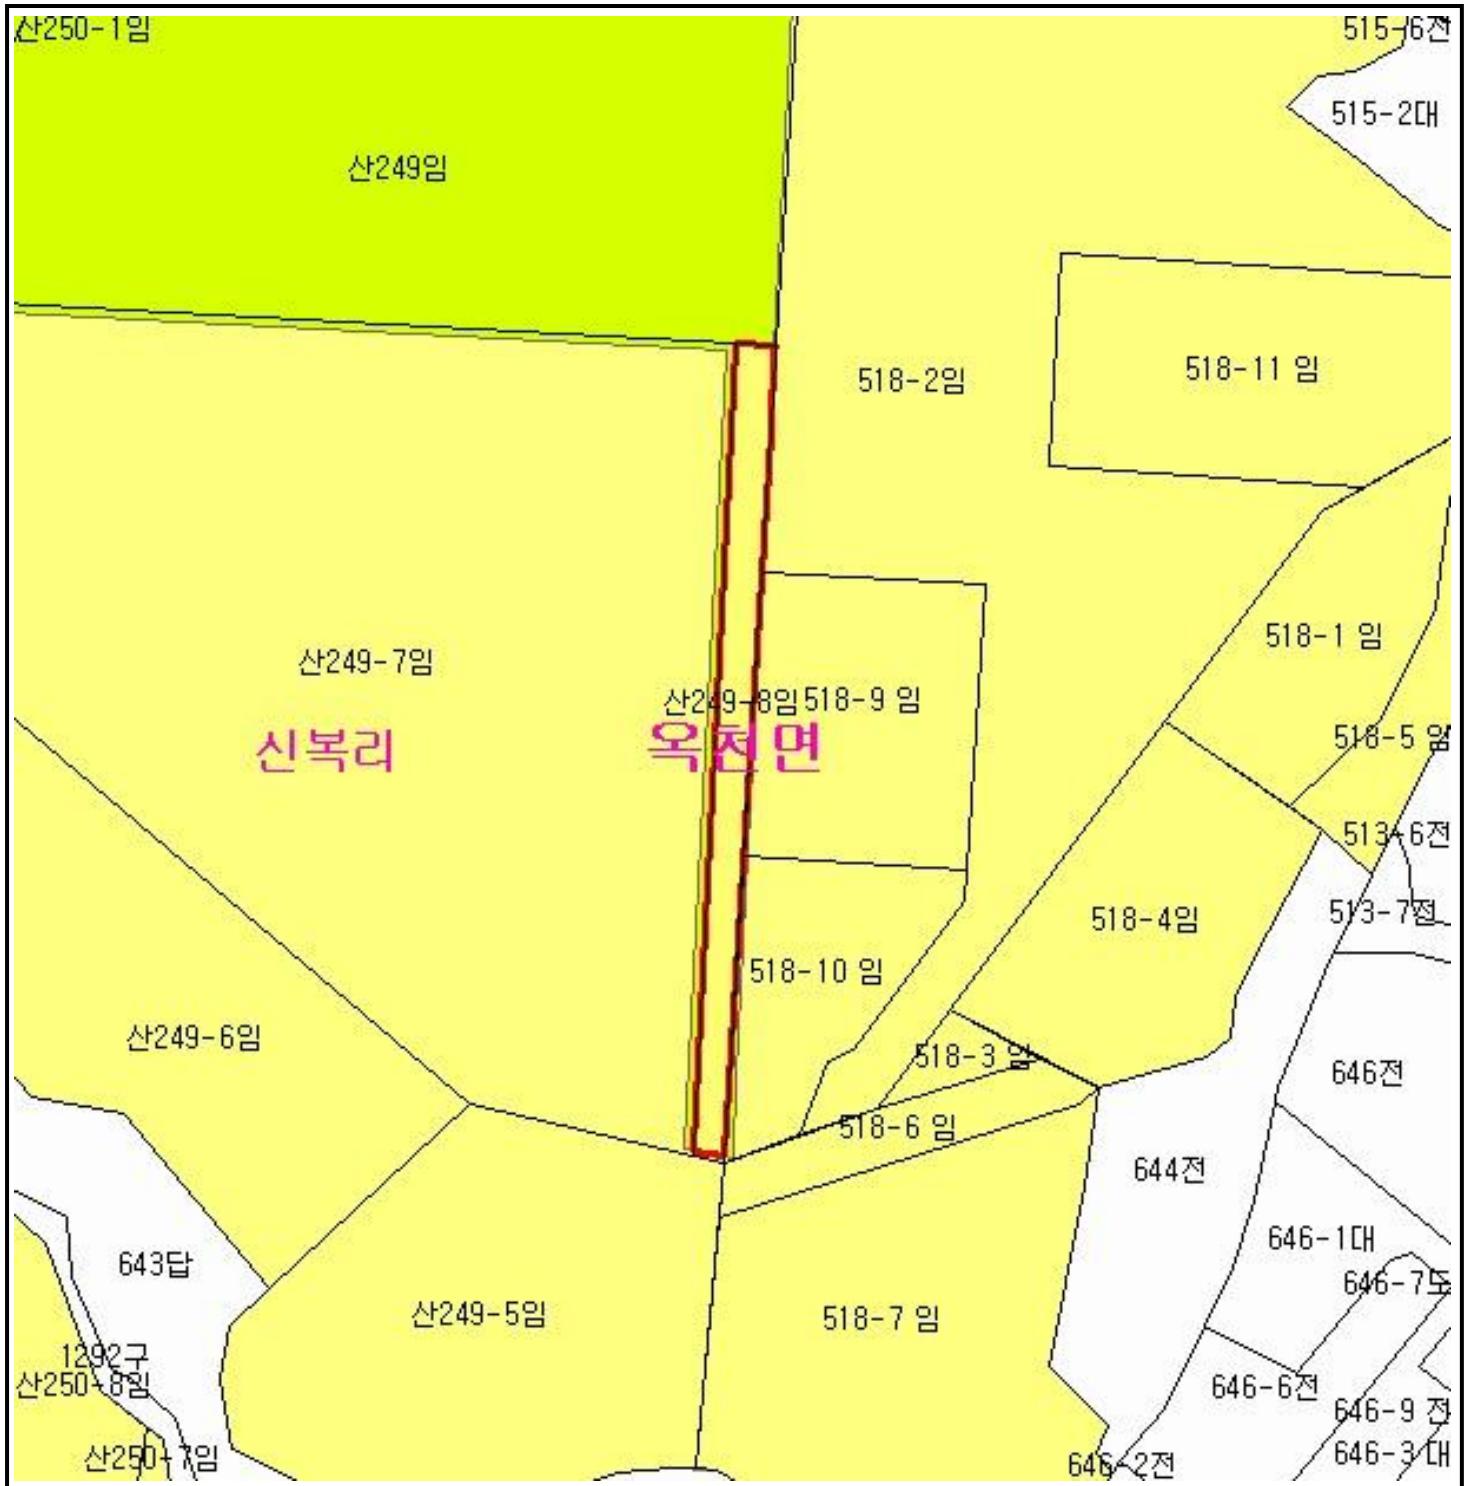 산250-1임
515-6전
515-2대
산249임
518-2임
518-11 임
518-1 임
산249-7임
산249-8임
518-9 임
신복리
옥천면
518-5 임
513-6전
513-7전
518-4임
518-10 임
산249-6임
518-3 임
646전
518-6 임
644전
646-1대
643답
646-7도
산249-5임
518-7 임
1292구
산250-8임
646-6전
646-9 전
산250-7임
646-2전
646-3 대